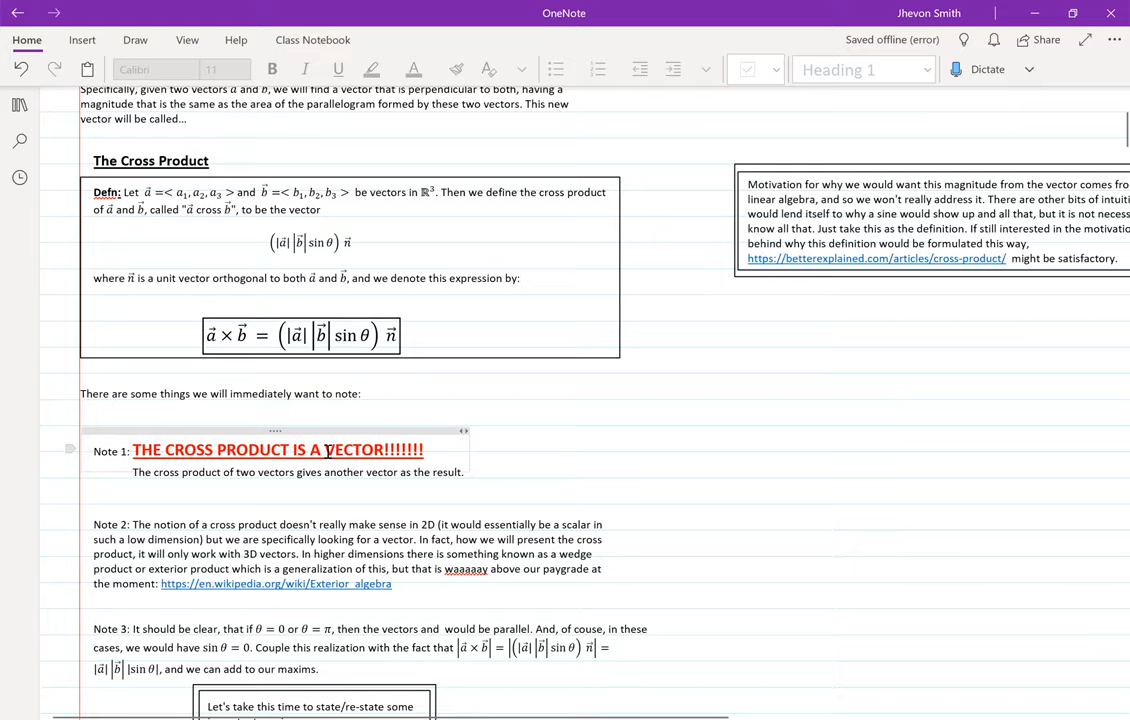 OneNote
Jhevon Smith
Home Insert Draw View Help Class Notebook
Saved offline (error)
Share
Calibri 11 B I U A Heading 1 Dictate
Specifically, given two vectors a⃗ and b⃗, we will find a vector that is perpendicular to both, having a
magnitude that is the same as the area of the parallelogram formed by these two vectors. This new
vector will be called...
The Cross Product
Defn: Let a⃗ =< a₁, a₂, a₃ > and b⃗ =< b₁, b₂, b₃ > be vectors in ℝ³. Then we define the cross product
of a⃗ and b⃗, called "a⃗ cross b⃗", to be the vector
(|a⃗| |b⃗| sin θ) n⃗
where n⃗ is a unit vector orthogonal to both a⃗ and b⃗, and we denote this expression by:
a⃗ × b⃗ = (|a⃗| |b⃗| sin θ) n⃗
Motivation for why we would want this magnitude from the vector comes fro
linear algebra, and so we won't really address it. There are other bits of intuiti
would lend itself to why a sine would show up and all that, but it is not necess
know all that. Just take this as the definition. If still interested in the motivatio
behind why this definition would be formulated this way,
https://betterexplained.com/articles/cross-product/ might be satisfactory.
There are some things we will immediately want to note:
Note 1: THE CROSS PRODUCT IS A VECTOR!!!!!!!
The cross product of two vectors gives another vector as the result.
Note 2: The notion of a cross product doesn't really make sense in 2D (it would essentially be a scalar in
such a low dimension) but we are specifically looking for a vector. In fact, how we will present the cross
product, it will only work with 3D vectors. In higher dimensions there is something known as a wedge
product or exterior product which is a generalization of this, but that is waaaaay above our paygrade at
the moment: https://en.wikipedia.org/wiki/Exterior_algebra
Note 3: It should be clear, that if θ = 0 or θ = π, then the vectors and would be parallel. And, of couse, in these
cases, we would have sin θ = 0. Couple this realization with the fact that |a⃗ × b⃗| = |(|a⃗| |b⃗| sin θ) n⃗| =
|a⃗| |b⃗| |sin θ|, and we can add to our maxims.
Let's take this time to state/re-state some